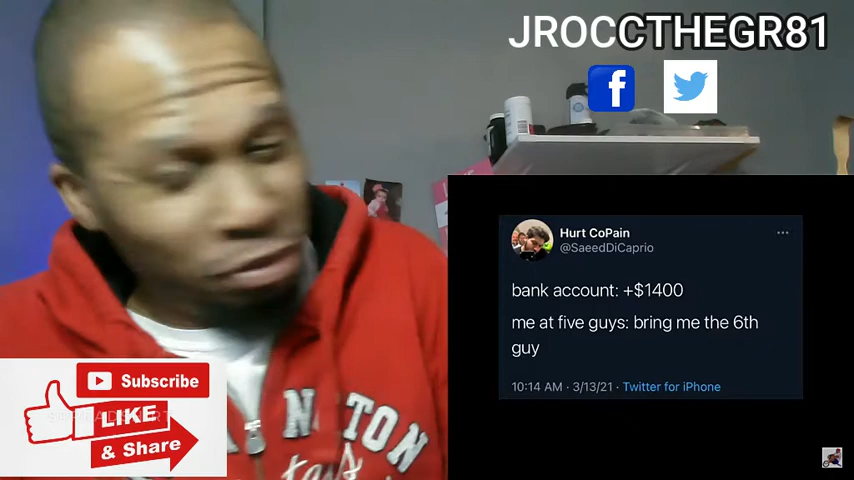 JROCCTHEGR81
f
Hurt CoPain
@SaeedDiCaprio
bank account: +$1400
me at five guys: bring me the 6th
guy
10:14 AM · 3/13/21 · Twitter for iPhone
Subscribe
LIKE
& Share
TON